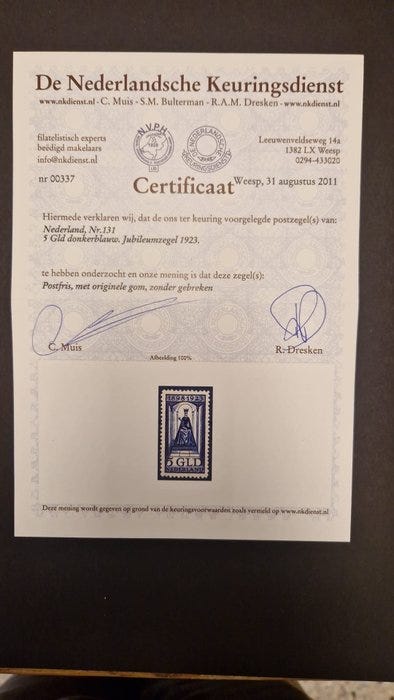 De Nederlandsche Keuringsdienst
www.nkdienst.nl - C. Muis - S.M. Bulterman - R.A.M. Dresken - www.nkdienst.nl
filatelistisch experts
beëdigd makelaars
info@nkdienst.nl
N.V.P.H.
DE NEDERLANDSCHE KEURINGSDIENST
Leeuwenveldseweg 14a
1382 LX Weesp
0294-433020
nr 00337
Certificaat
Weesp, 31 augustus 2011
Hiermede verklaren wij, dat de ons ter keuring voorgelegde postzegel(s) van:
Nederland, Nr.131
5 Gld donkerblauw. Jubileumzegel 1923.
te hebben onderzocht en onze mening is dat deze zegel(s):
Postfris, met originele gom, zonder gebreken
C. Muis
R. Dresken
Afbeelding 100%
1898 1923
5 GLD
NEDERLAND
Deze mening wordt gegeven op grond van de keuringsvoorwaarden zoals vermeld op www.nkdienst.nl